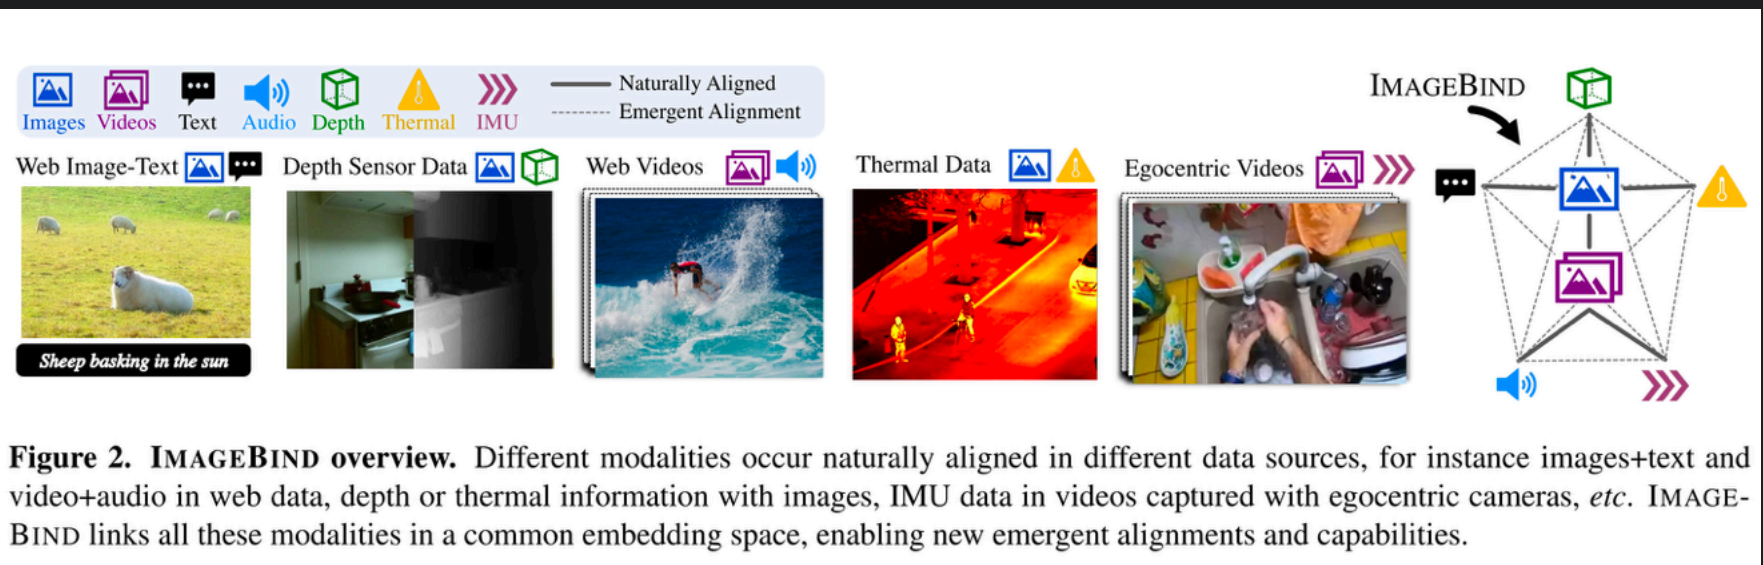 Images Videos Text Audio Depth Thermal IMU
Naturally Aligned
Emergent Alignment
IMAGEBIND
Web Image-Text
Depth Sensor Data
Web Videos
Thermal Data
Egocentric Videos
Sheep basking in the sun
Figure 2. IMAGEBIND overview. Different modalities occur naturally aligned in different data sources, for instance images+text and
video+audio in web data, depth or thermal information with images, IMU data in videos captured with egocentric cameras, etc. IMAGE-
BIND links all these modalities in a common embedding space, enabling new emergent alignments and capabilities.